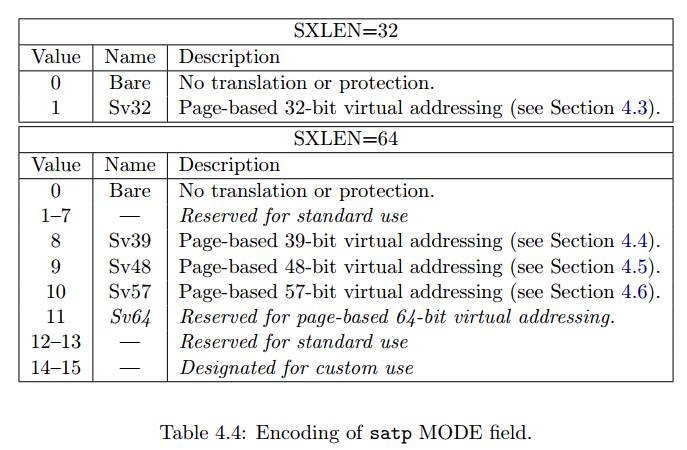 SXLEN=32
Value Name Description
0 Bare No translation or protection.
1 Sv32 Page-based 32-bit virtual addressing (see Section 4.3).
SXLEN=64
Value Name Description
0 Bare No translation or protection.
1–7 — Reserved for standard use
8 Sv39 Page-based 39-bit virtual addressing (see Section 4.4).
9 Sv48 Page-based 48-bit virtual addressing (see Section 4.5).
10 Sv57 Page-based 57-bit virtual addressing (see Section 4.6).
11 Sv64 Reserved for page-based 64-bit virtual addressing.
12–13 — Reserved for standard use
14–15 — Designated for custom use
Table 4.4: Encoding of satp MODE field.